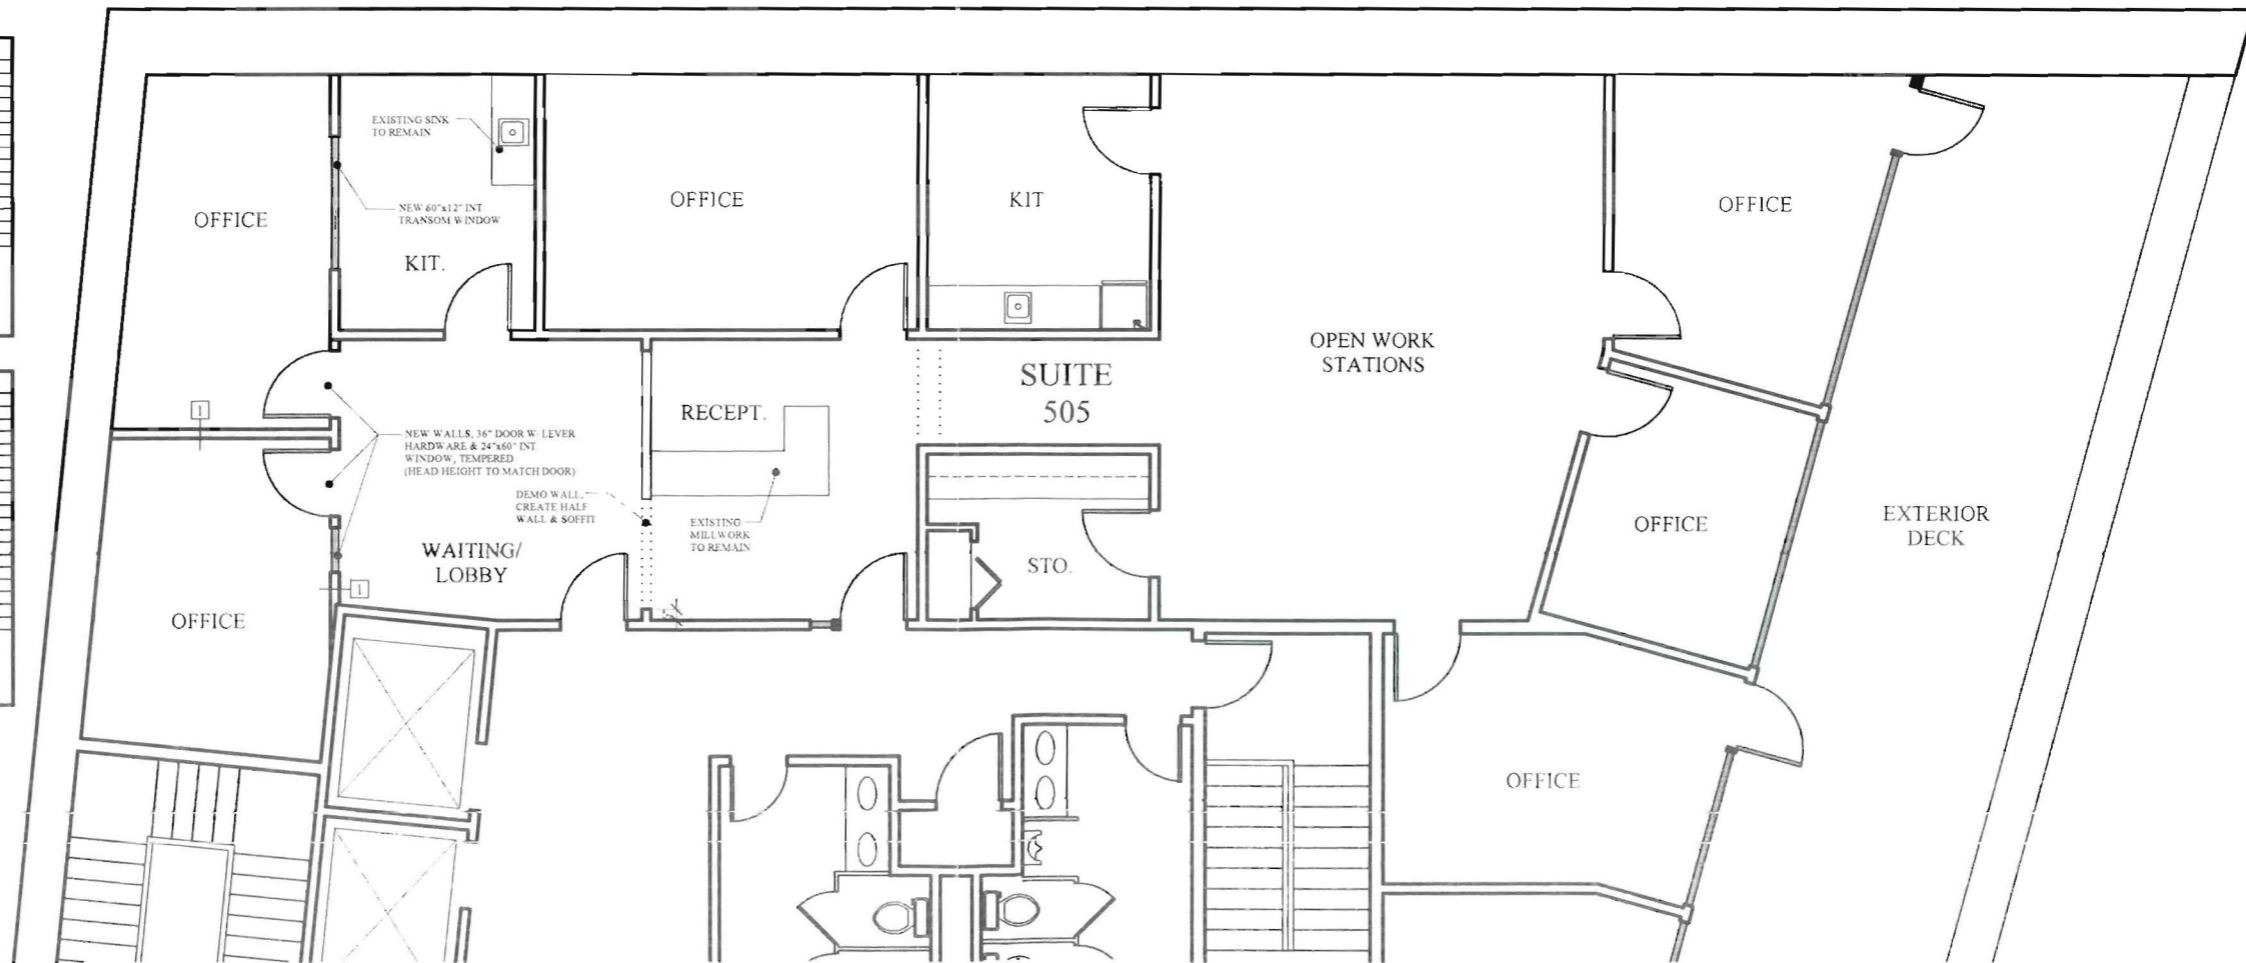 EXISTING SINK
TO REMAIN
OFFICE
NEW 60"x12" INT.
TRANSOM WINDOW
KIT.
OFFICE
KIT
OFFICE
OPEN WORK
STATIONS
SUITE
505
RECEPT.
1
NEW WALLS, 36" DOOR W/ LEVER
HARDWARE & 24"x60" INT.
WINDOW, TEMPERED
(HEAD HEIGHT TO MATCH DOOR)
DEMO WALL,
CREATE HALF
WALL & SOFFIT
EXISTING
MILLWORK
TO REMAIN
WAITING/
LOBBY
1
STO.
OFFICE
EXTERIOR
DECK
OFFICE
OFFICE